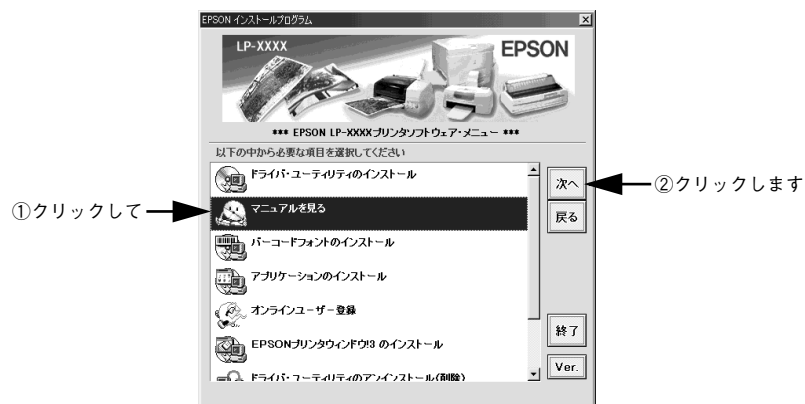 EPSON インストールプログラム
LP-XXXX
EPSON
*** EPSON LP-XXXXプリンタソフトウェア・メニュー ***
以下の中から必要な項目を選択してください
ドライバ・ユーティリティのインストール
次へ
②クリックします
①クリックして
マニュアルを見る
戻る
バーコードフォントのインストール
アプリケーションのインストール
オンラインユーザー登録
終了
EPSONプリンタウィンドウ!3 のインストール
Ver.
ドライバ・ユーティリティのアンインストール(削除)